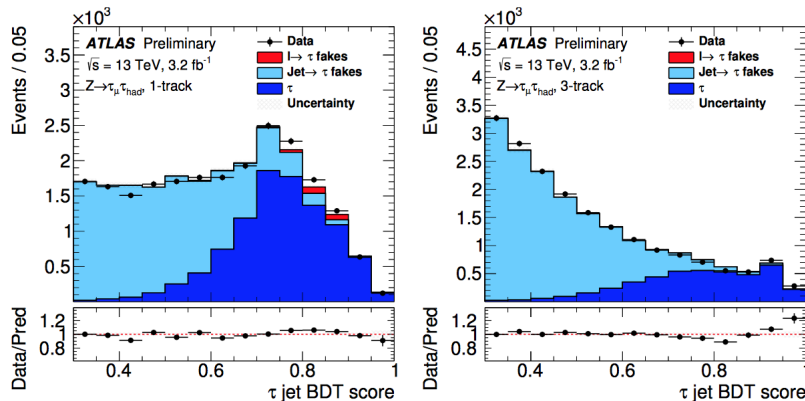 ×10³
Events / 0.05
3.5
3
2.5
2
1.5
1
0.5
ATLAS Preliminary
√s = 13 TeV, 3.2 fb⁻¹
Z→τμτhad, 1-track
Data
l→ τ fakes
Jet→ τ fakes
τ
Uncertainty
Data/Pred
1.2
1
0.8
0.4 0.6 0.8 1
τ jet BDT score
×10³
Events / 0.05
4.5
4
3.5
3
2.5
2
1.5
1
0.5
ATLAS Preliminary
√s = 13 TeV, 3.2 fb⁻¹
Z→τμτhad, 3-track
Data
l→ τ fakes
Jet→ τ fakes
τ
Uncertainty
Data/Pred
1.2
1
0.8
0.4 0.6 0.8 1
τ jet BDT score